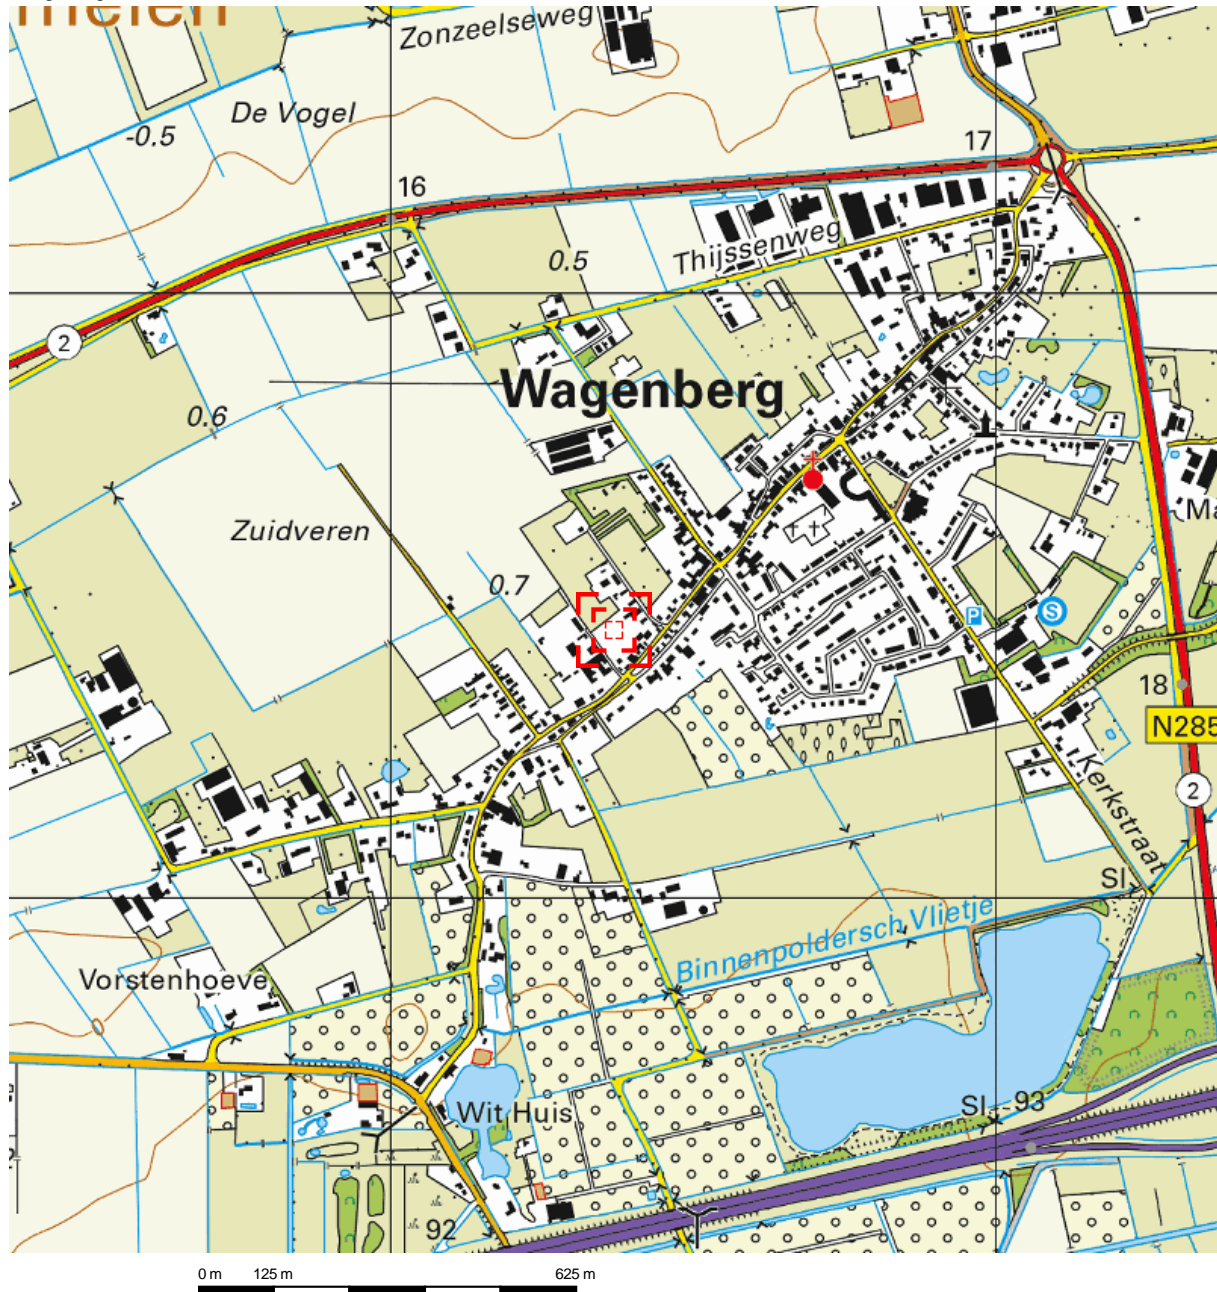 Zonzeelseweg
De Vogel
-0.5
17
16
Thijssenweg
0.5
2
Wagenberg
0.6
Zuidveren
0.7
P
S
18
N285
2
Kerkstraat
Sl
Binnenpoldersch Vlietje
Vorstenhoeve
Wit Huis
Sl
93
92
0 m 125 m 625 m